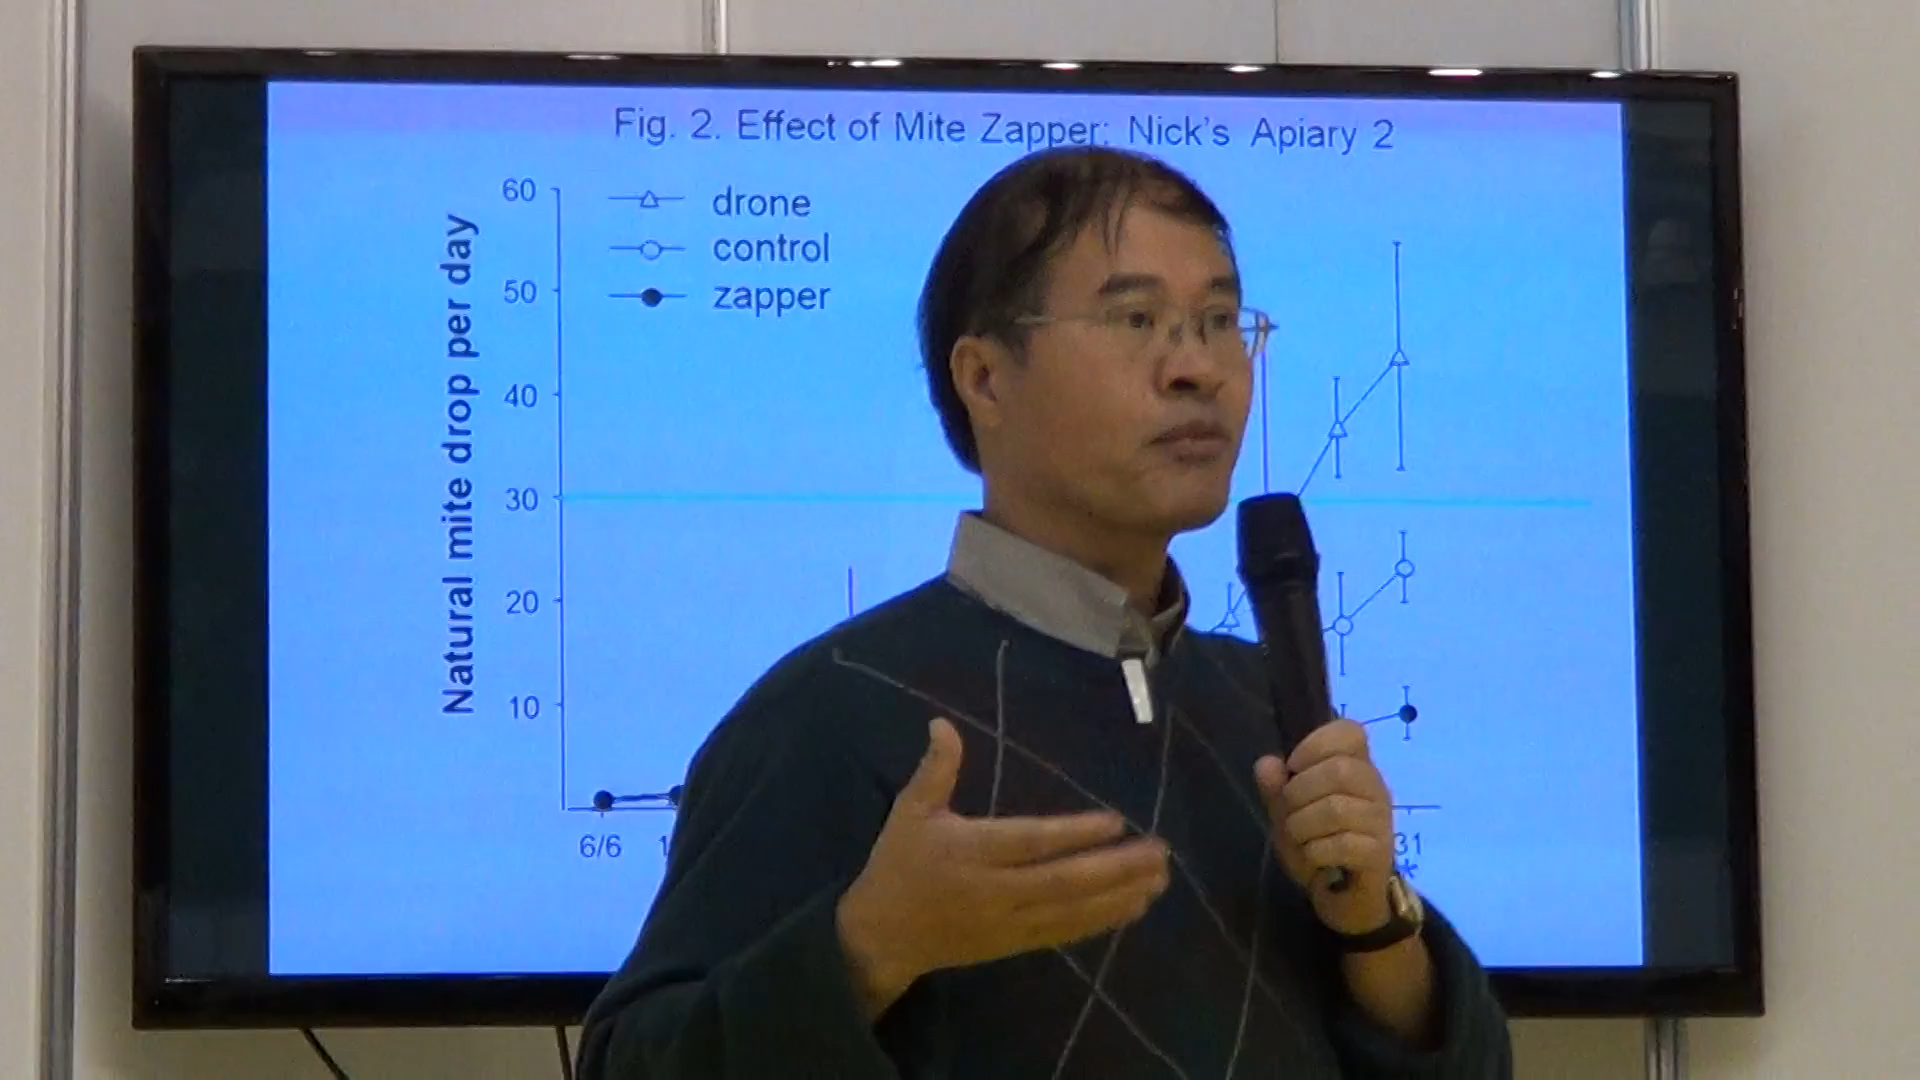 Fig. 2. Effect of Mite Zapper: Nick's Apiary 2
60
drone
control
50
zapper
Natural mite drop per day
40
30
20
10
6/6
31
*